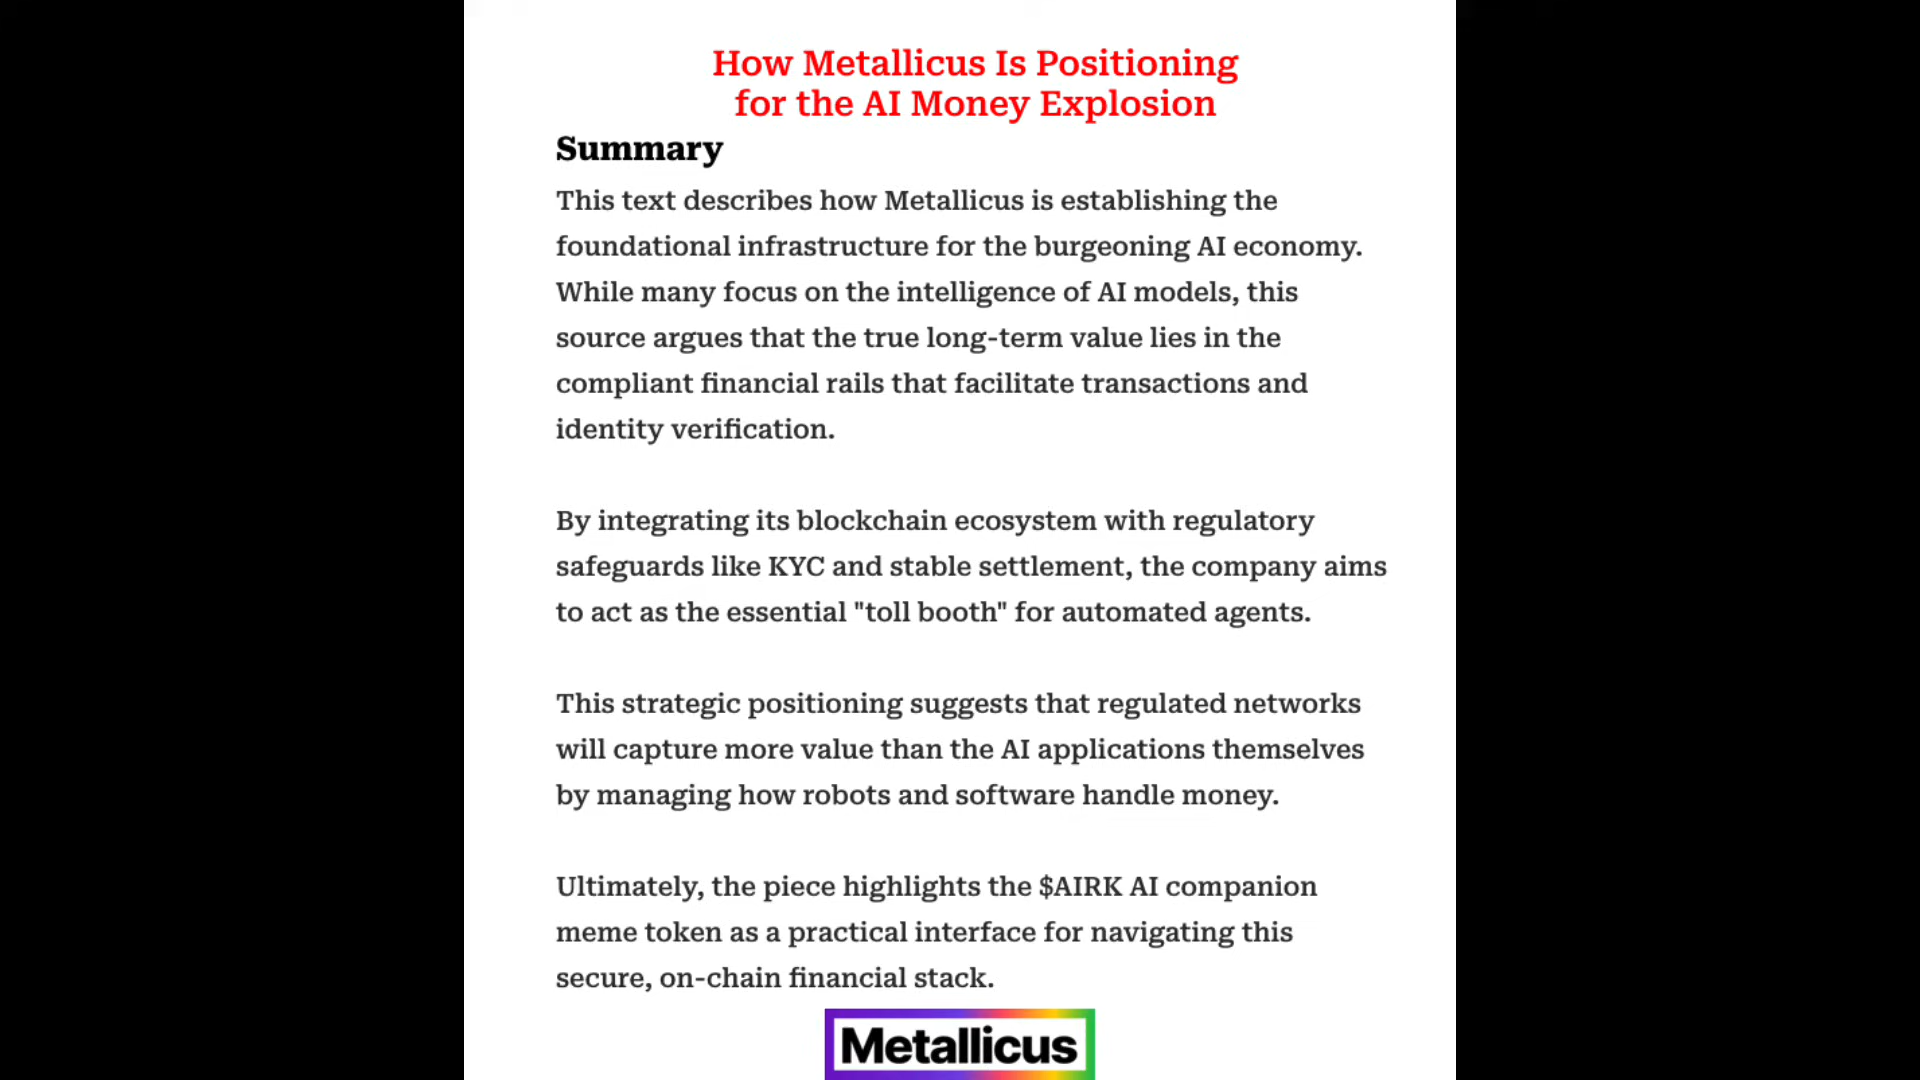 How Metallicus Is Positioning
for the AI Money Explosion
Summary
This text describes how Metallicus is establishing the
foundational infrastructure for the burgeoning AI economy.
While many focus on the intelligence of AI models, this
source argues that the true long-term value lies in the
compliant financial rails that facilitate transactions and
identity verification.
By integrating its blockchain ecosystem with regulatory
safeguards like KYC and stable settlement, the company aims
to act as the essential "toll booth" for automated agents.
This strategic positioning suggests that regulated networks
will capture more value than the AI applications themselves
by managing how robots and software handle money.
Ultimately, the piece highlights the $AIRK AI companion
meme token as a practical interface for navigating this
secure, on-chain financial stack.
Metallicus